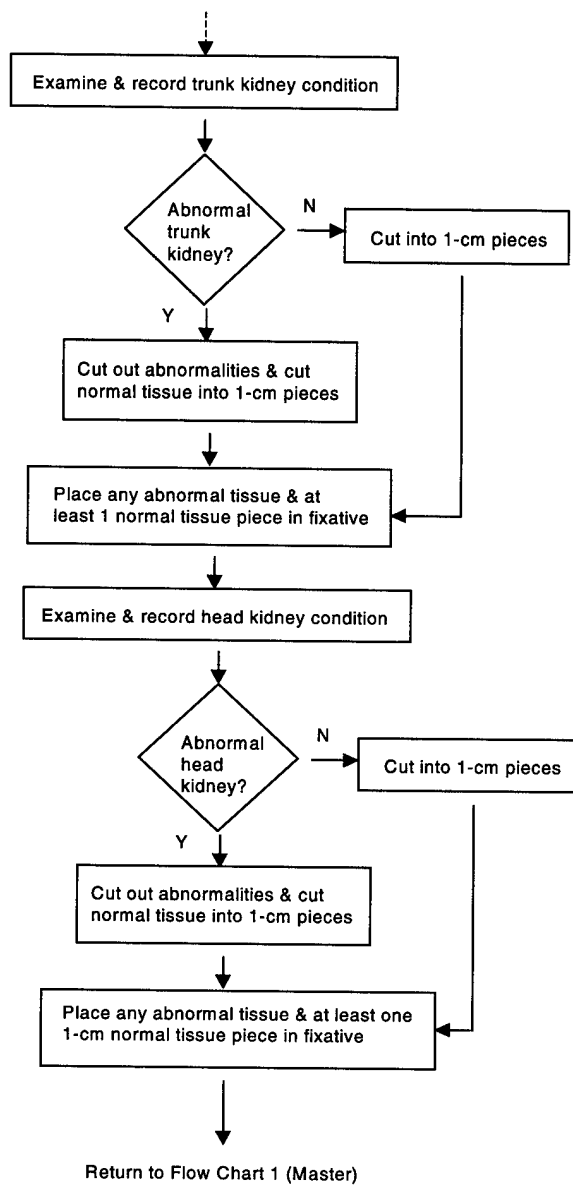 Examine & record trunk kidney condition
Abnormal
trunk
kidney?
N
Cut into 1-cm pieces
Y
Cut out abnormalities & cut
normal tissue into 1-cm pieces
Place any abnormal tissue & at
least 1 normal tissue piece in fixative
Examine & record head kidney condition
Abnormal
head
kidney?
N
Cut into 1-cm pieces
Y
Cut out abnormalities & cut
normal tissue into 1-cm pieces
Place any abnormal tissue & at least one
1-cm normal tissue piece in fixative
Return to Flow Chart 1 (Master)